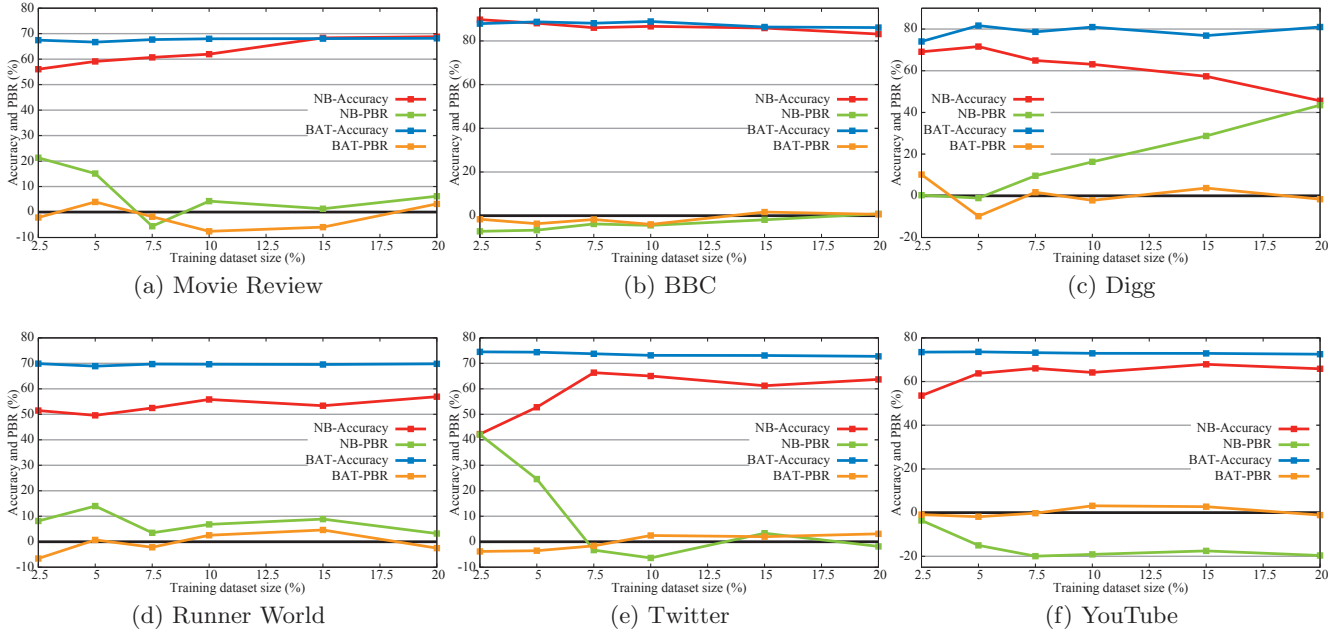 80
70
60
50
40
30
20
10
0
-10
Accuracy and PBR (%)
NB-Accuracy
NB-PBR
BAT-Accuracy
BAT-PBR
2.5 5 7.5 10 12.5 15 17.5 20
Training dataset size (%)
(a) Movie Review
80
60
40
20
0
Accuracy and PBR (%)
NB-Accuracy
NB-PBR
BAT-Accuracy
BAT-PBR
2.5 5 7.5 10 12.5 15 17.5 20
Training dataset size (%)
(b) BBC
80
60
40
20
0
-20
Accuracy and PBR (%)
NB-Accuracy
NB-PBR
BAT-Accuracy
BAT-PBR
2.5 5 7.5 10 12.5 15 17.5 20
Training dataset size (%)
(c) Digg
80
70
60
50
40
30
20
10
0
-10
Accuracy and PBR (%)
NB-Accuracy
NB-PBR
BAT-Accuracy
BAT-PBR
2.5 5 7.5 10 12.5 15 17.5 20
Training dataset size (%)
(d) Runner World
80
70
60
50
40
30
20
10
0
-10
Accuracy and PBR (%)
NB-Accuracy
NB-PBR
BAT-Accuracy
BAT-PBR
2.5 5 7.5 10 12.5 15 17.5 20
Training dataset size (%)
(e) Twitter
80
60
40
20
0
-20
Accuracy and PBR (%)
NB-Accuracy
NB-PBR
BAT-Accuracy
BAT-PBR
2.5 5 7.5 10 12.5 15 17.5 20
Training dataset size (%)
(f) YouTube